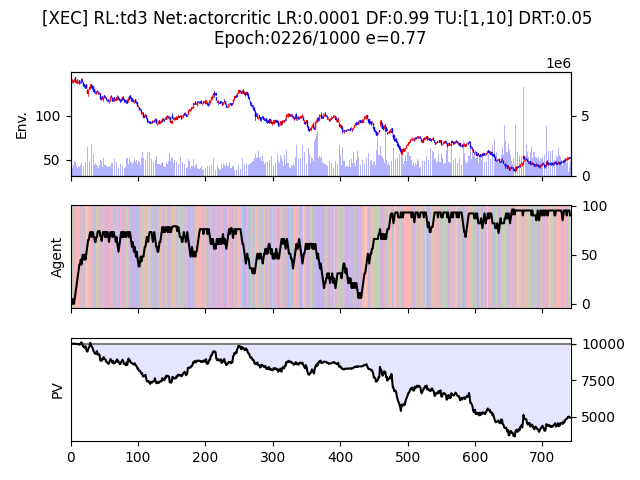 [XEC] RL:td3 Net:actorcritic LR:0.0001 DF:0.99 TU:[1,10] DRT:0.05
Epoch:0226/1000 e=0.77
1e6
Env.
100
50
5
0
Agent
100
50
0
PV
10000
7500
5000
0 100 200 300 400 500 600 700